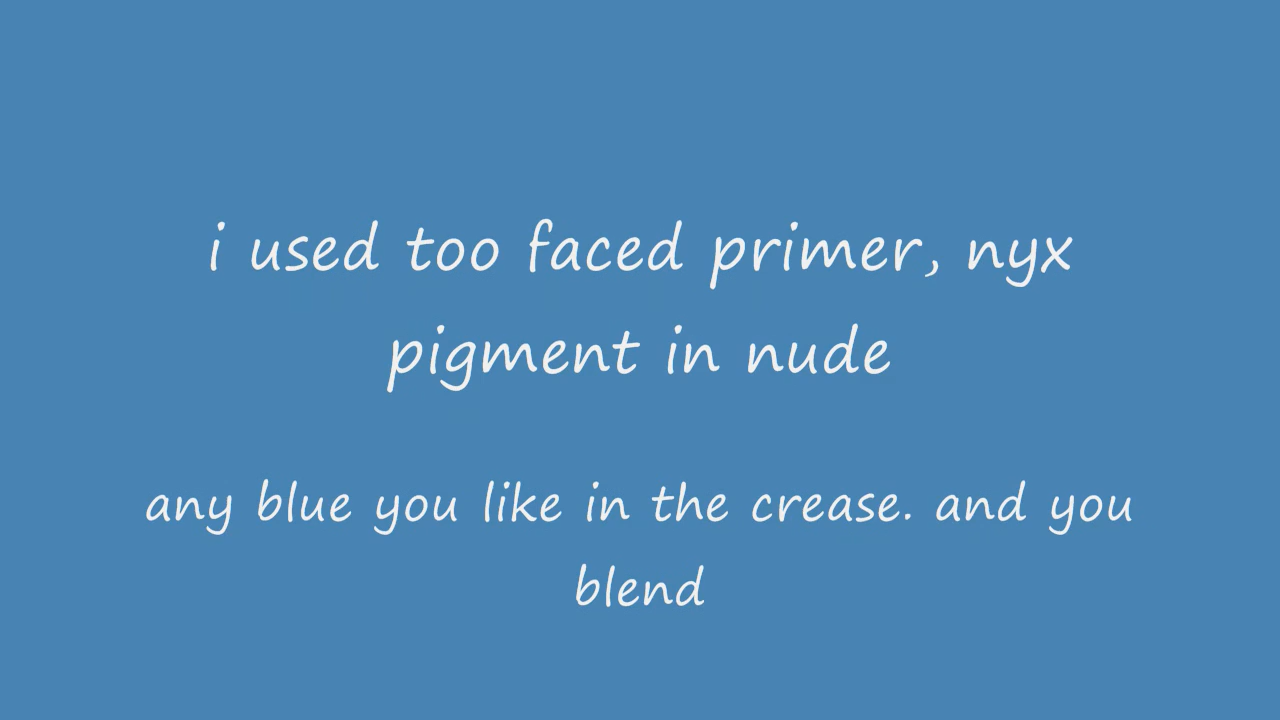 i used too faced primer, nyx
pigment in nude
any blue you like in the crease. and you
blend